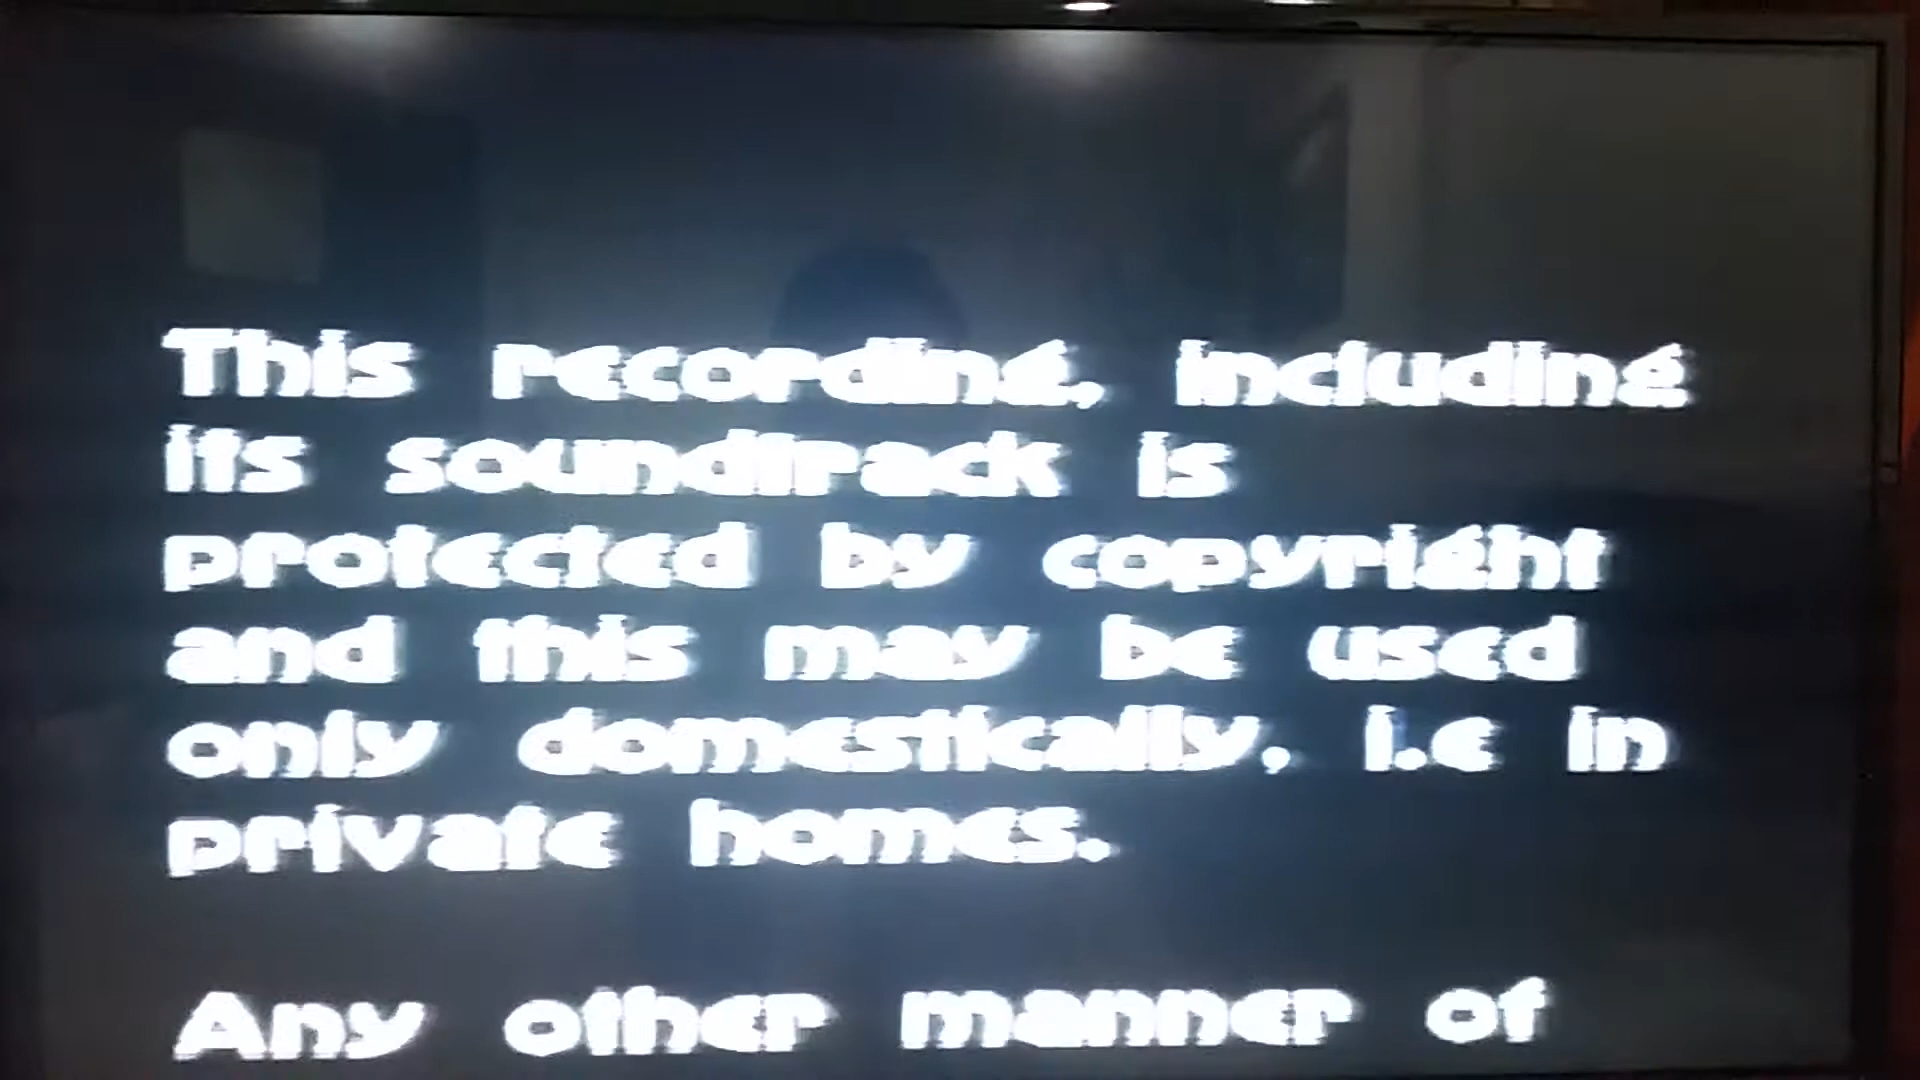 This recording, including
its soundtrack is
protected by copyright
and this may be used
only domestically, i.e in
private homes.
Any other manner of